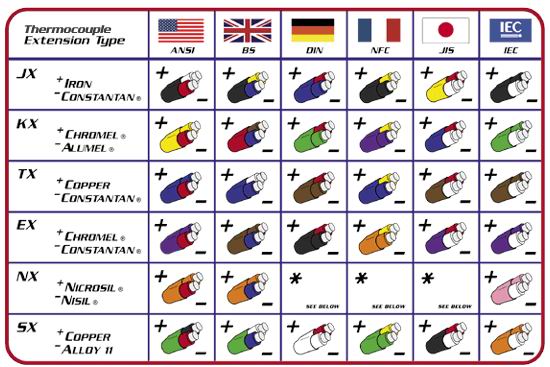 Thermocouple
Extension Type
IEC
ANSI
BS
DIN
NFC
JIS
IEC
JX
+IRON
-CONSTANTAN®
KX
+CHROMEL®
-ALUMEL®
TX
+COPPER
-CONSTANTAN®
EX
+CHROMEL®
-CONSTANTAN®
NX
+NICROSIL®
-NISIL®
*
SEE BELOW
*
SEE BELOW
*
SEE BELOW
SX
+COPPER
-ALLOY 11